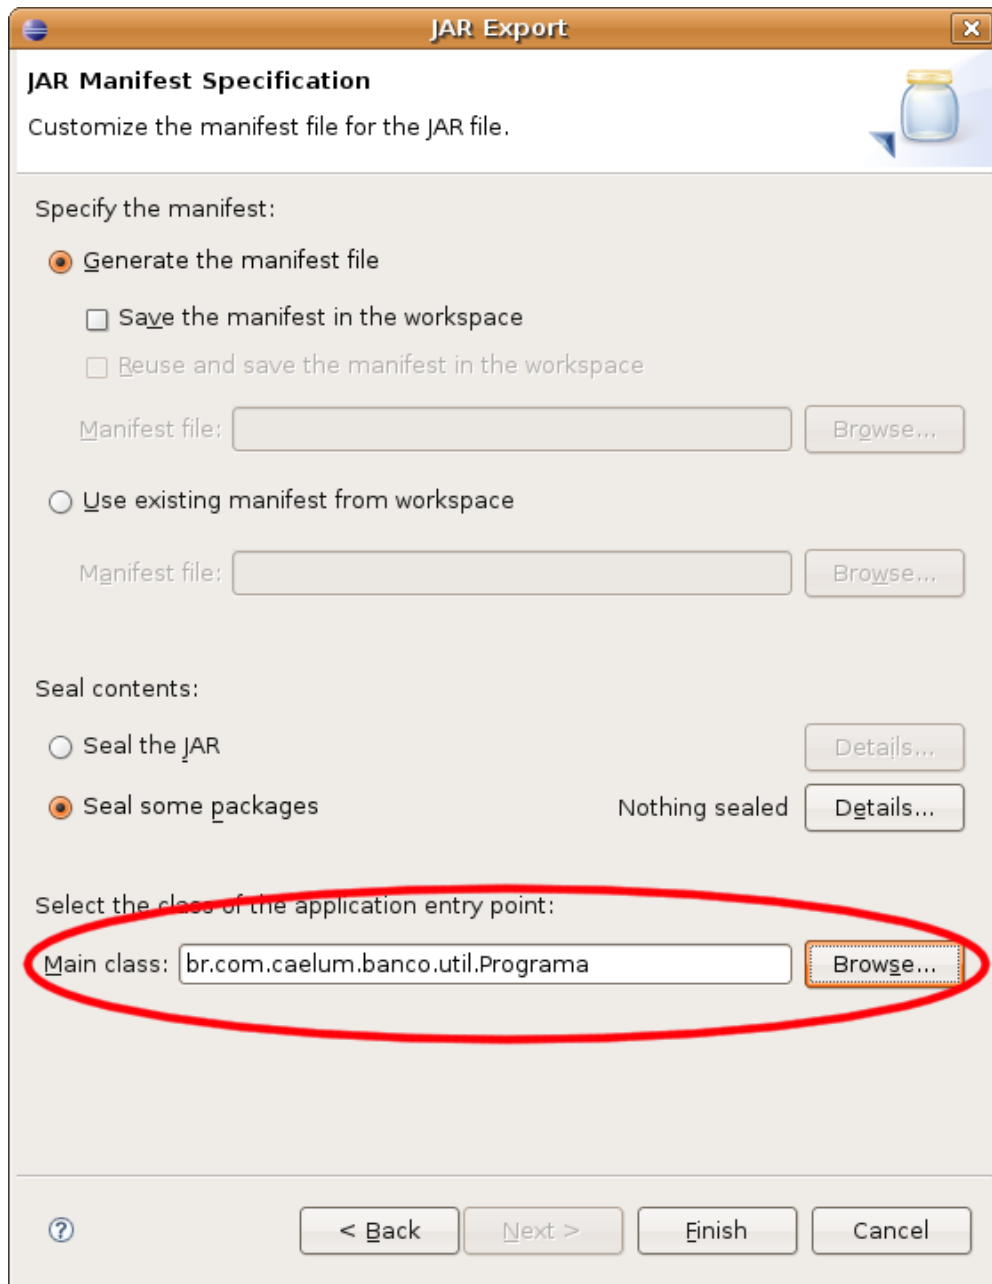 JAR Export
JAR Manifest Specification
Customize the manifest file for the JAR file.
Specify the manifest:
Generate the manifest file
Save the manifest in the workspace
Reuse and save the manifest in the workspace
Manifest file: Browse...
Use existing manifest from workspace
Manifest file: Browse...
Seal contents:
Seal the JAR Details...
Seal some packages Nothing sealed Details...
Select the class of the application entry point:
Main class: br.com.caelum.banco.util.Programa Browse...
? < Back Next > Finish Cancel